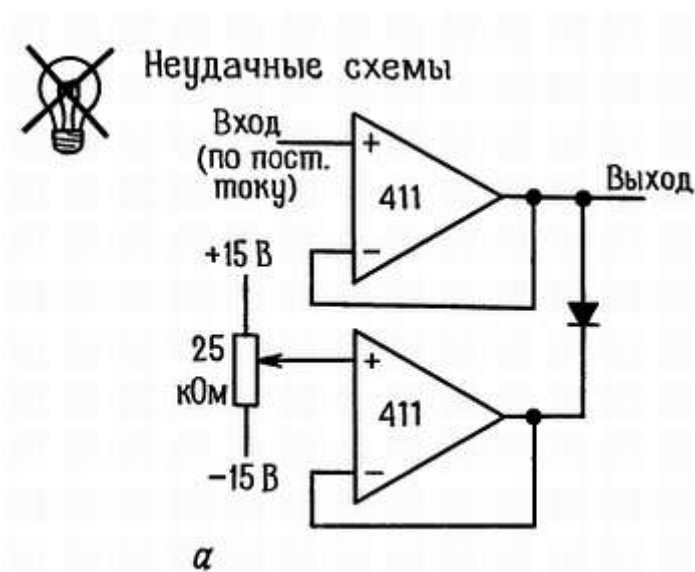 Неудачные схемы
Вход
(по пост.
току)
+
411
−
Выход
+15 В
25
кОм
−15 В
+
411
−
а